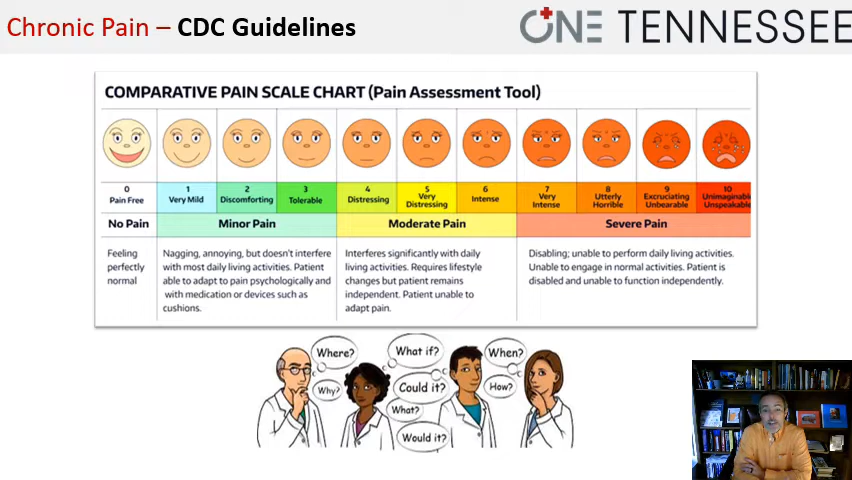 Chronic Pain – CDC Guidelines
ONE TENNESSEE
COMPARATIVE PAIN SCALE CHART (Pain Assessment Tool)
0
Pain Free
1
Very Mild
2
Discomforting
3
Tolerable
4
Distressing
5
Very
Distressing
6
Intense
7
Very
Intense
8
Utterly
Horrible
9
Excruciating
Unbearable
10
Unimaginable
Unspeakable
No Pain
Minor Pain
Moderate Pain
Severe Pain
Feeling
perfectly
normal
Nagging, annoying, but doesn't interfere
with most daily living activities. Patient
able to adapt to pain psychologically and
with medication or devices such as
cushions.
Interferes significantly with daily
living activities. Requires lifestyle
changes but patient remains
independent. Patient unable to
adapt pain.
Disabling; unable to perform daily living activities.
Unable to engage in normal activities. Patient is
disabled and unable to function independently.
Where?
Why?
What if?
Could it?
What?
Would it?
When?
How?